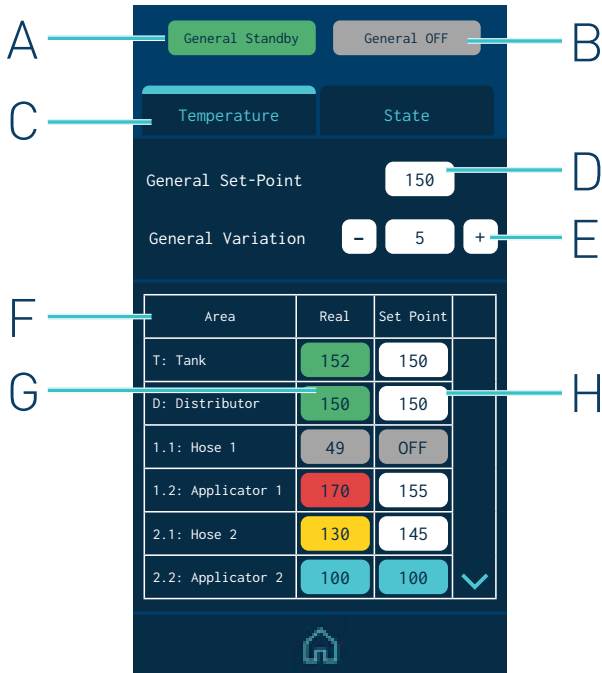 A
General Standby
General OFF
B
C
Temperature
State
General Set-Point
150
D
General Variation
-
5
+
E
F
Area
Real
Set Point
T: Tank
152
150
G
D: Distributor
150
150
H
1.1: Hose 1
49
OFF
1.2: Applicator 1
170
155
2.1: Hose 2
130
145
2.2: Applicator 2
100
100